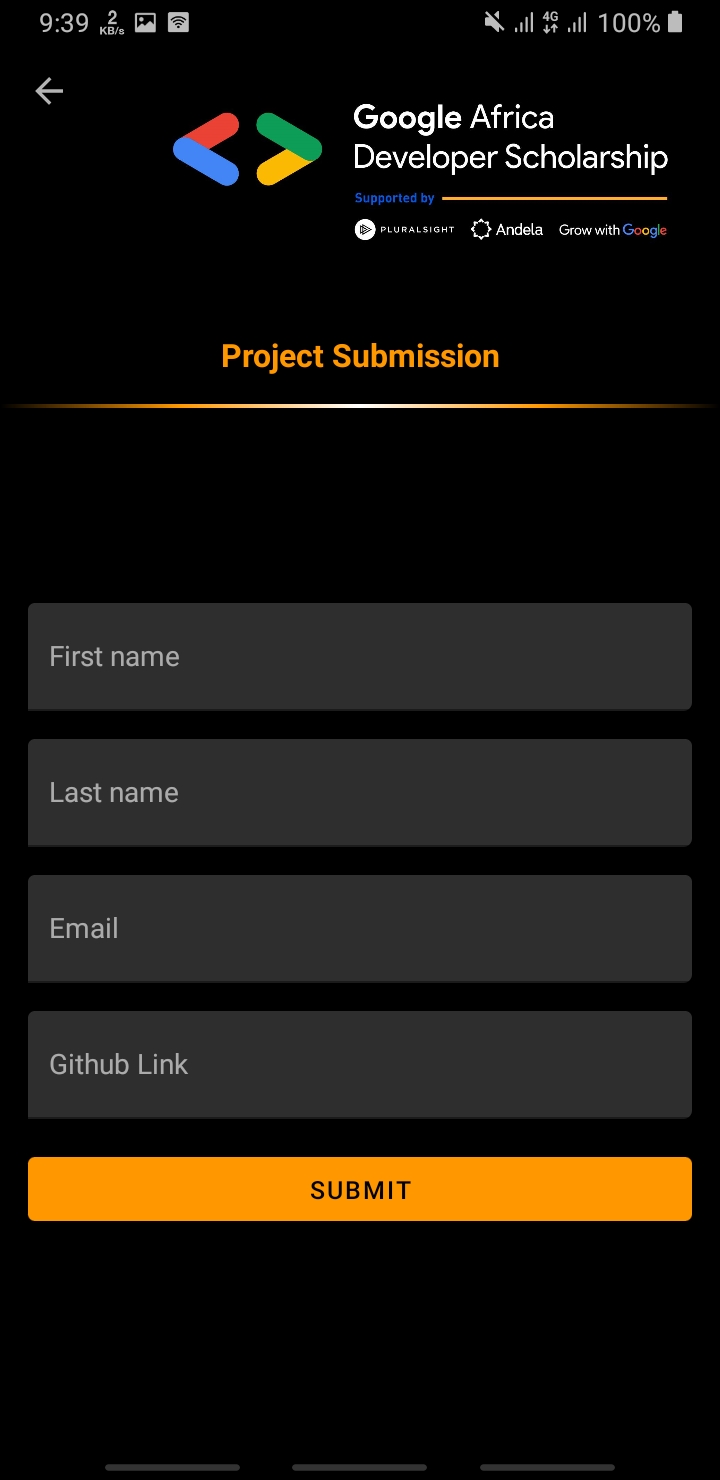 9:39 2 KB/s 4G 100%
Google Africa
Developer Scholarship
Supported by
PLURALSIGHT Andela Grow with Google
Project Submission
First name
Last name
Email
Github Link
SUBMIT